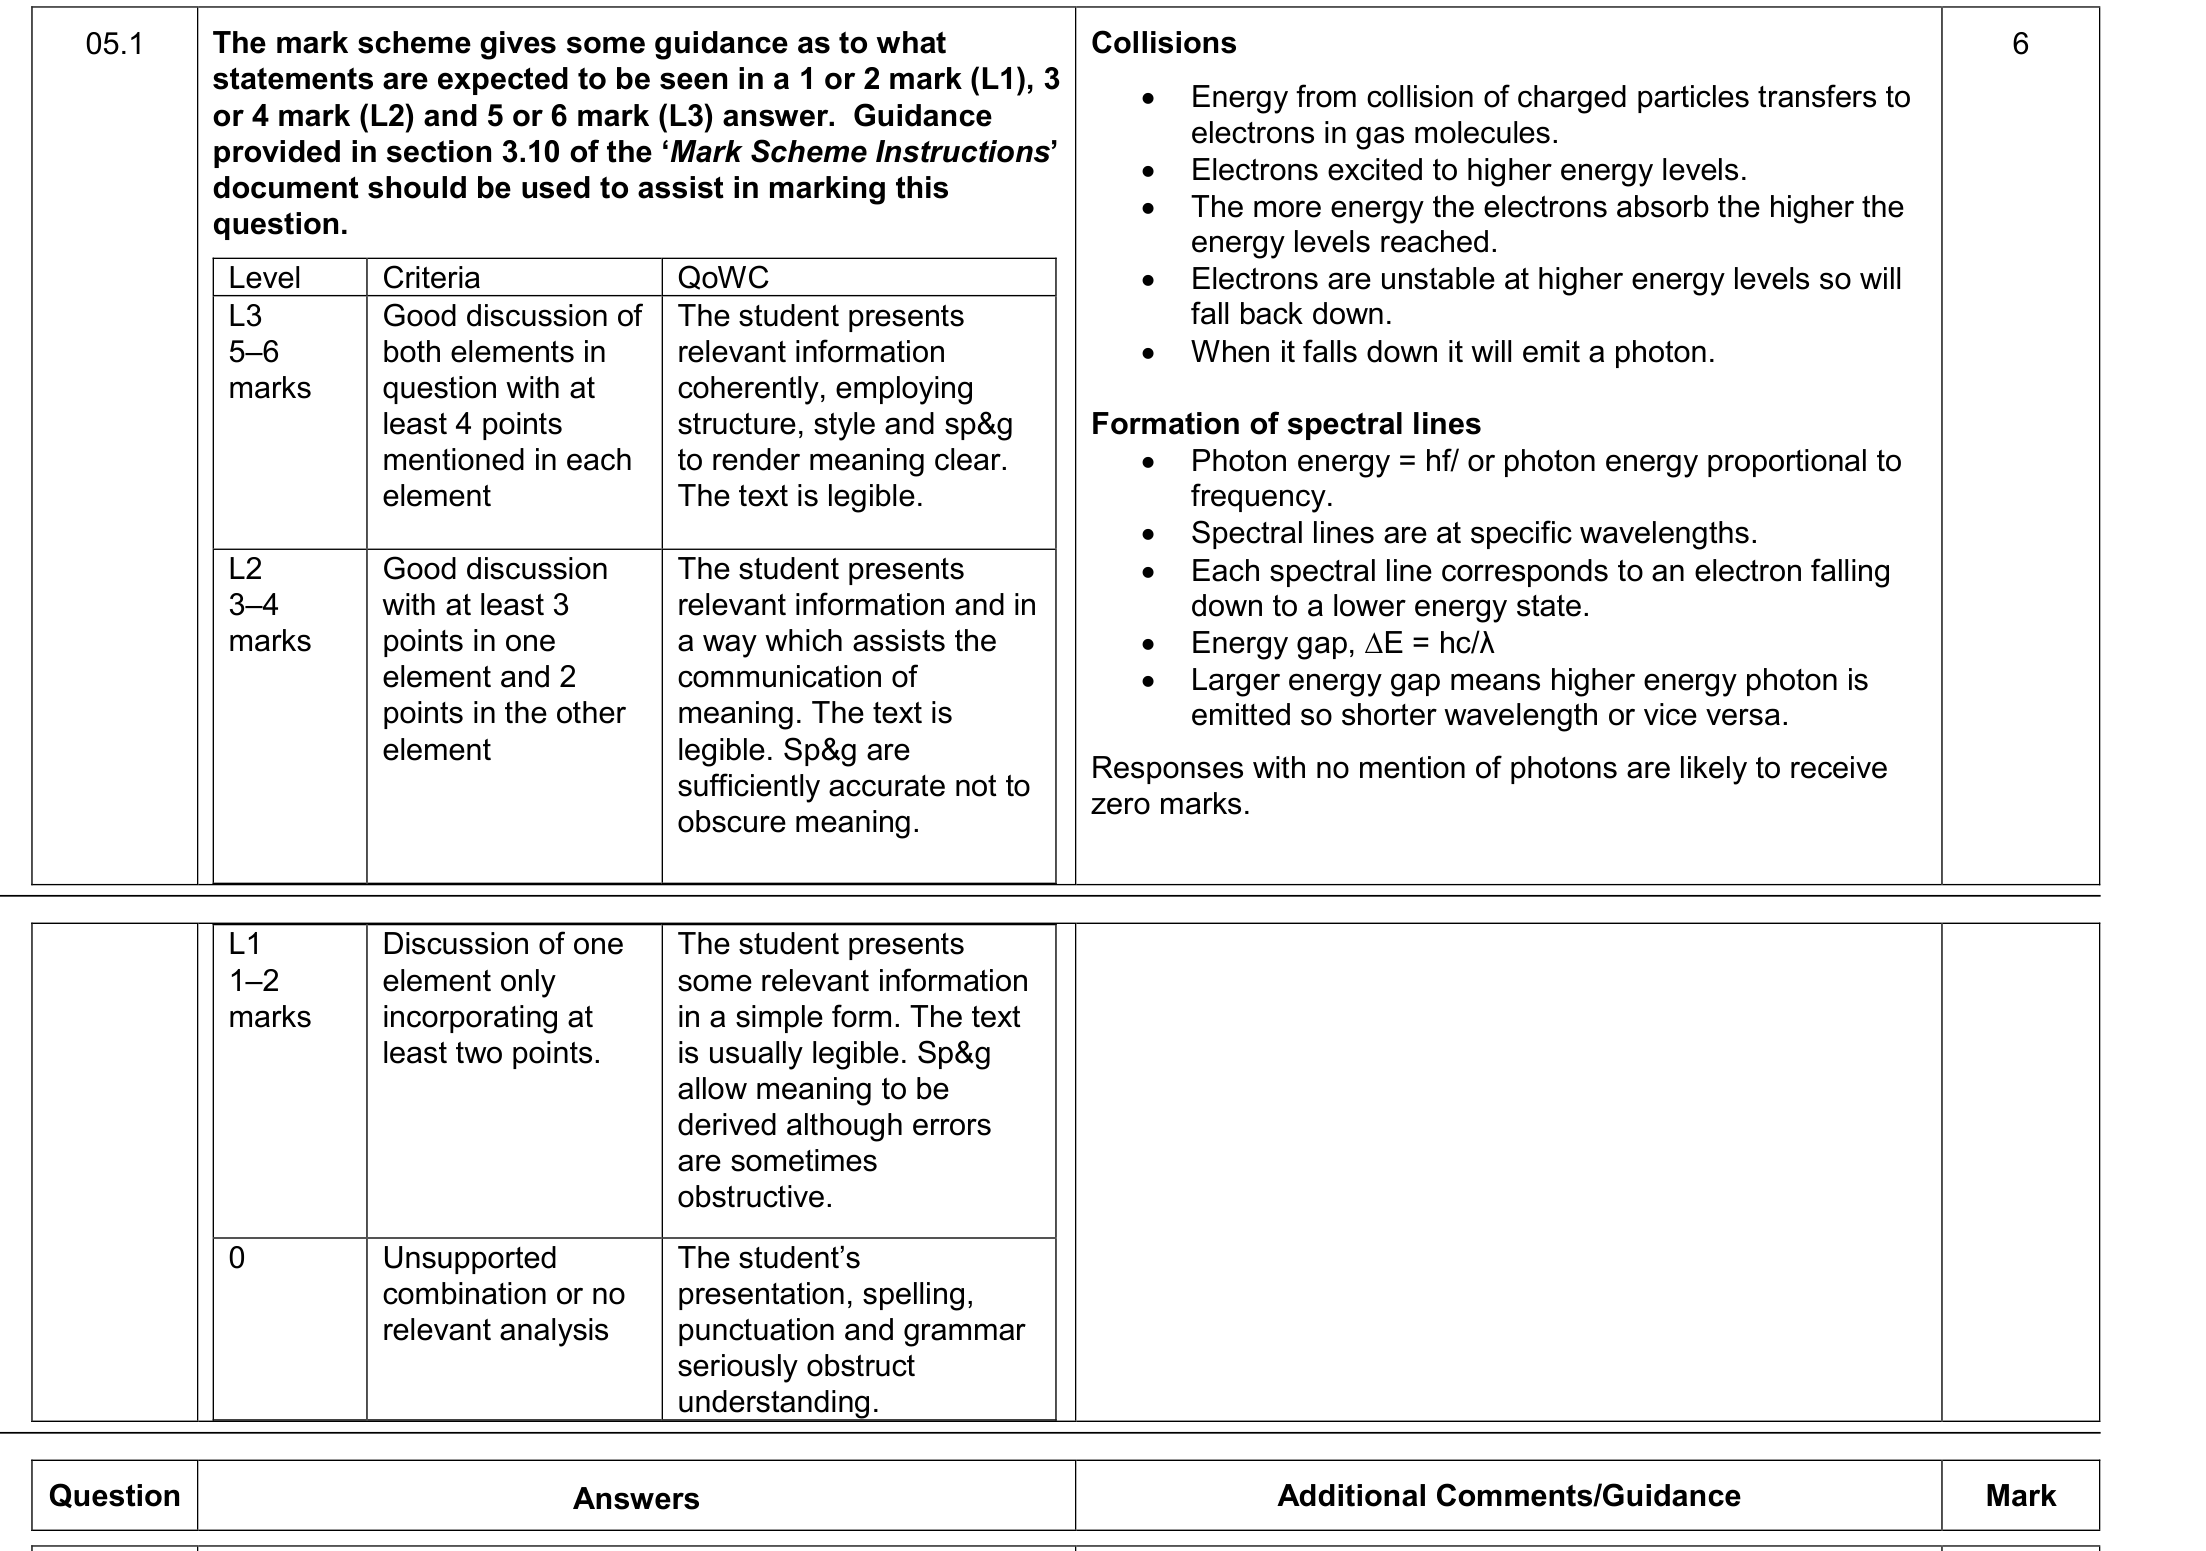 05.1
The mark scheme gives some guidance as to what
statements are expected to be seen in a 1 or 2 mark (L1), 3
or 4 mark (L2) and 5 or 6 mark (L3) answer.  Guidance
provided in section 3.10 of the ‘Mark Scheme Instructions’
document should be used to assist in marking this
question.
Level
Criteria
QoWC
L3
5–6
marks
Good discussion of
both elements in
question with at
least 4 points
mentioned in each
element
The student presents
relevant information
coherently, employing
structure, style and sp&g
to render meaning clear.
The text is legible.
L2
3–4
marks
Good discussion
with at least 3
points in one
element and 2
points in the other
element
The student presents
relevant information and in
a way which assists the
communication of
meaning. The text is
legible. Sp&g are
sufficiently accurate not to
obscure meaning.
Collisions
• Energy from collision of charged particles transfers to
electrons in gas molecules.
• Electrons excited to higher energy levels.
• The more energy the electrons absorb the higher the
energy levels reached.
• Electrons are unstable at higher energy levels so will
fall back down.
• When it falls down it will emit a photon.
Formation of spectral lines
• Photon energy = hf/ or photon energy proportional to
frequency.
• Spectral lines are at specific wavelengths.
• Each spectral line corresponds to an electron falling
down to a lower energy state.
• Energy gap, ∆E = hc/λ
• Larger energy gap means higher energy photon is
emitted so shorter wavelength or vice versa.
Responses with no mention of photons are likely to receive
zero marks.
6
L1
1–2
marks
Discussion of one
element only
incorporating at
least two points.
The student presents
some relevant information
in a simple form. The text
is usually legible. Sp&g
allow meaning to be
derived although errors
are sometimes
obstructive.
0
Unsupported
combination or no
relevant analysis
The student’s
presentation, spelling,
punctuation and grammar
seriously obstruct
understanding.
Question
Answers
Additional Comments/Guidance
Mark